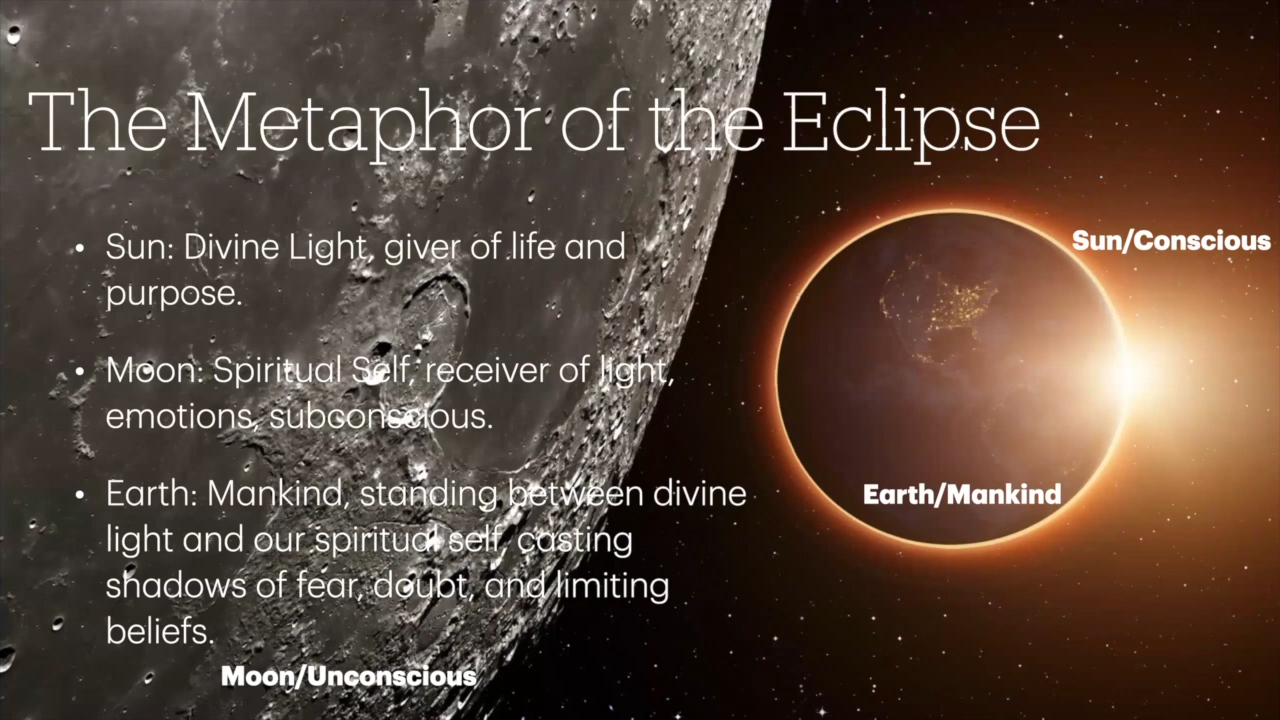 The Metaphor of the Eclipse
• Sun: Divine Light, giver of life and
purpose.
• Moon: Spiritual Self, receiver of light,
emotions, subconscious.
• Earth: Mankind, standing between divine
light and our spiritual self, casting
shadows of fear, doubt, and limiting
beliefs.
Sun/Conscious
Earth/Mankind
Moon/Unconscious